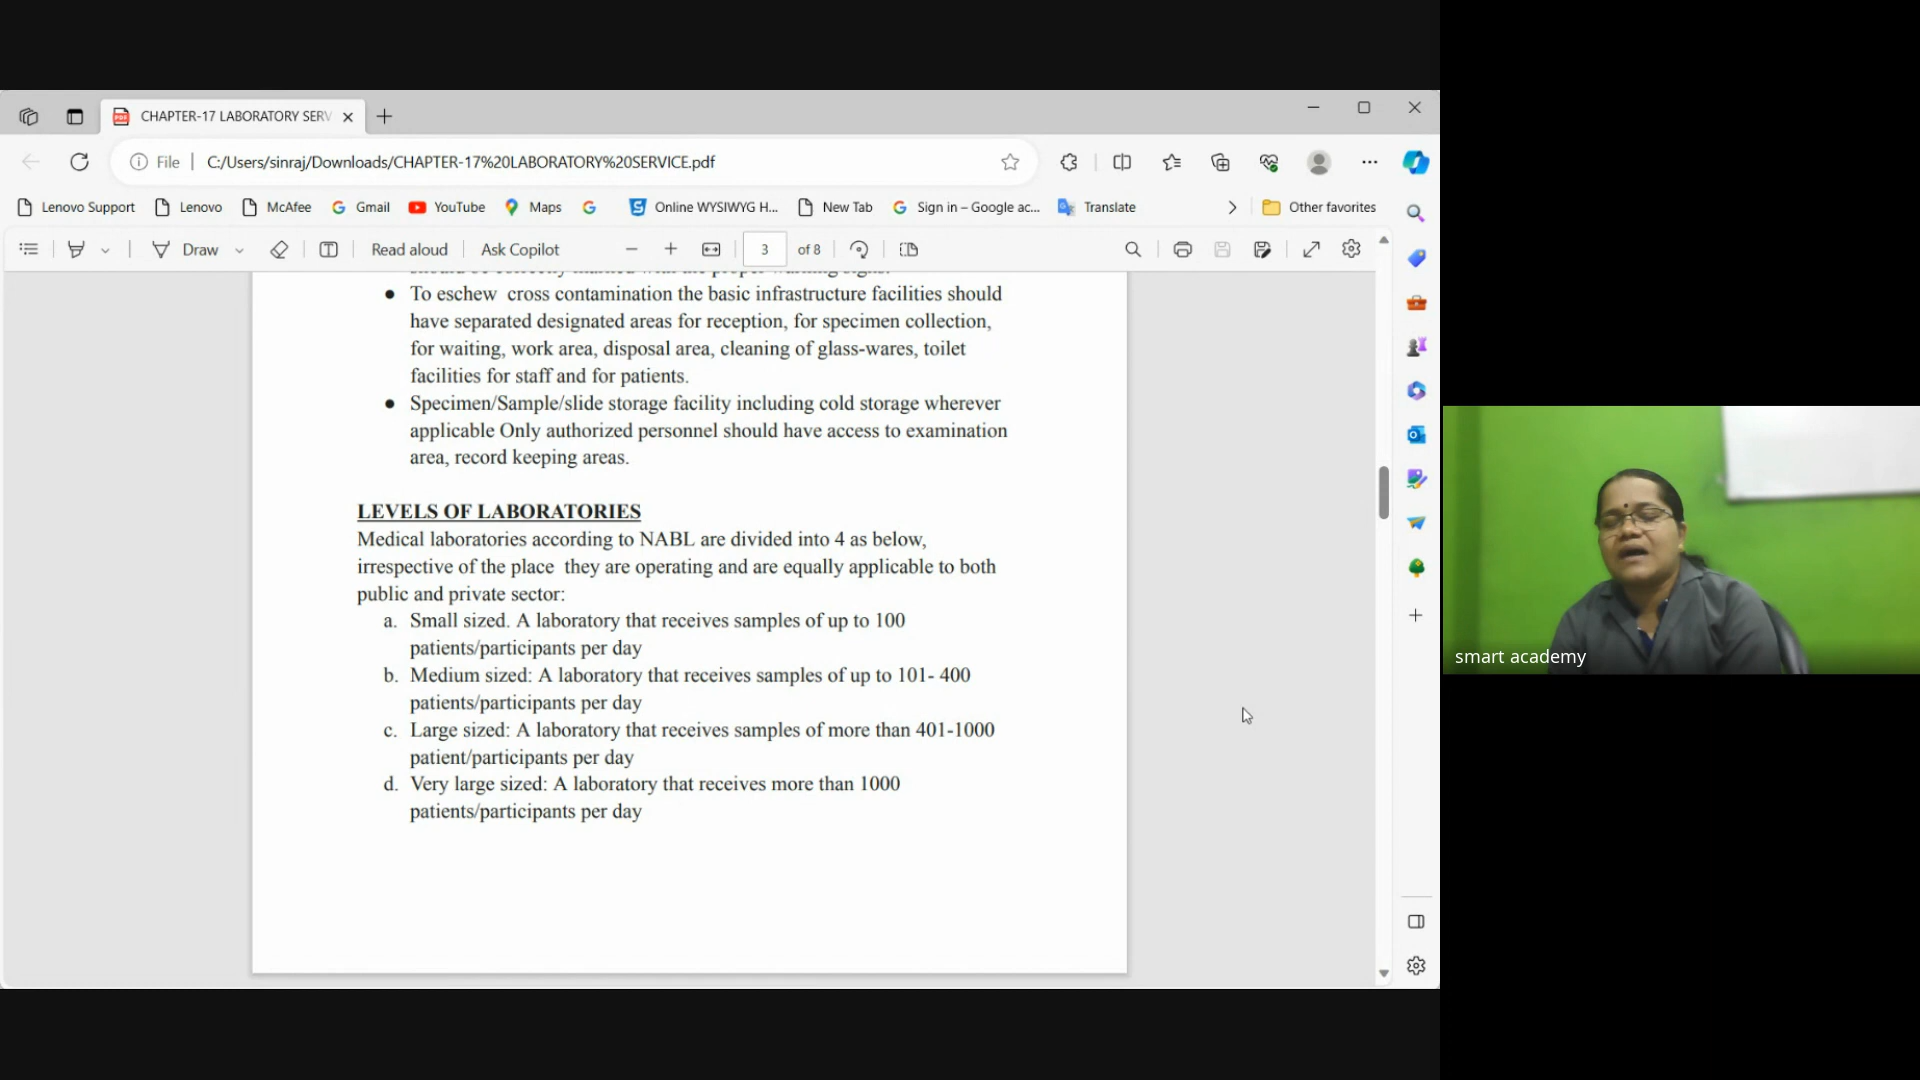 CHAPTER-17 LABORATORY SERV
File
C:/Users/sinraj/Downloads/CHAPTER-17%20LABORATORY%20SERVICE.pdf
Lenovo Support
Lenovo
McAfee
Gmail
YouTube
Maps
Online WYSIWYG H...
New Tab
Sign in – Google ac...
Translate
Other favorites
Draw
Read aloud
Ask Copilot
3
of 8
should be correctly marked with the proper warning signs.
● To eschew cross contamination the basic infrastructure facilities should
have separated designated areas for reception, for specimen collection,
for waiting, work area, disposal area, cleaning of glass-wares, toilet
facilities for staff and for patients.
● Specimen/Sample/slide storage facility including cold storage wherever
applicable Only authorized personnel should have access to examination
area, record keeping areas.
LEVELS OF LABORATORIES
Medical laboratories according to NABL are divided into 4 as below,
irrespective of the place they are operating and are equally applicable to both
public and private sector:
a. Small sized. A laboratory that receives samples of up to 100
patients/participants per day
b. Medium sized: A laboratory that receives samples of up to 101- 400
patients/participants per day
c. Large sized: A laboratory that receives samples of more than 401-1000
patient/participants per day
d. Very large sized: A laboratory that receives more than 1000
patients/participants per day
smart academy